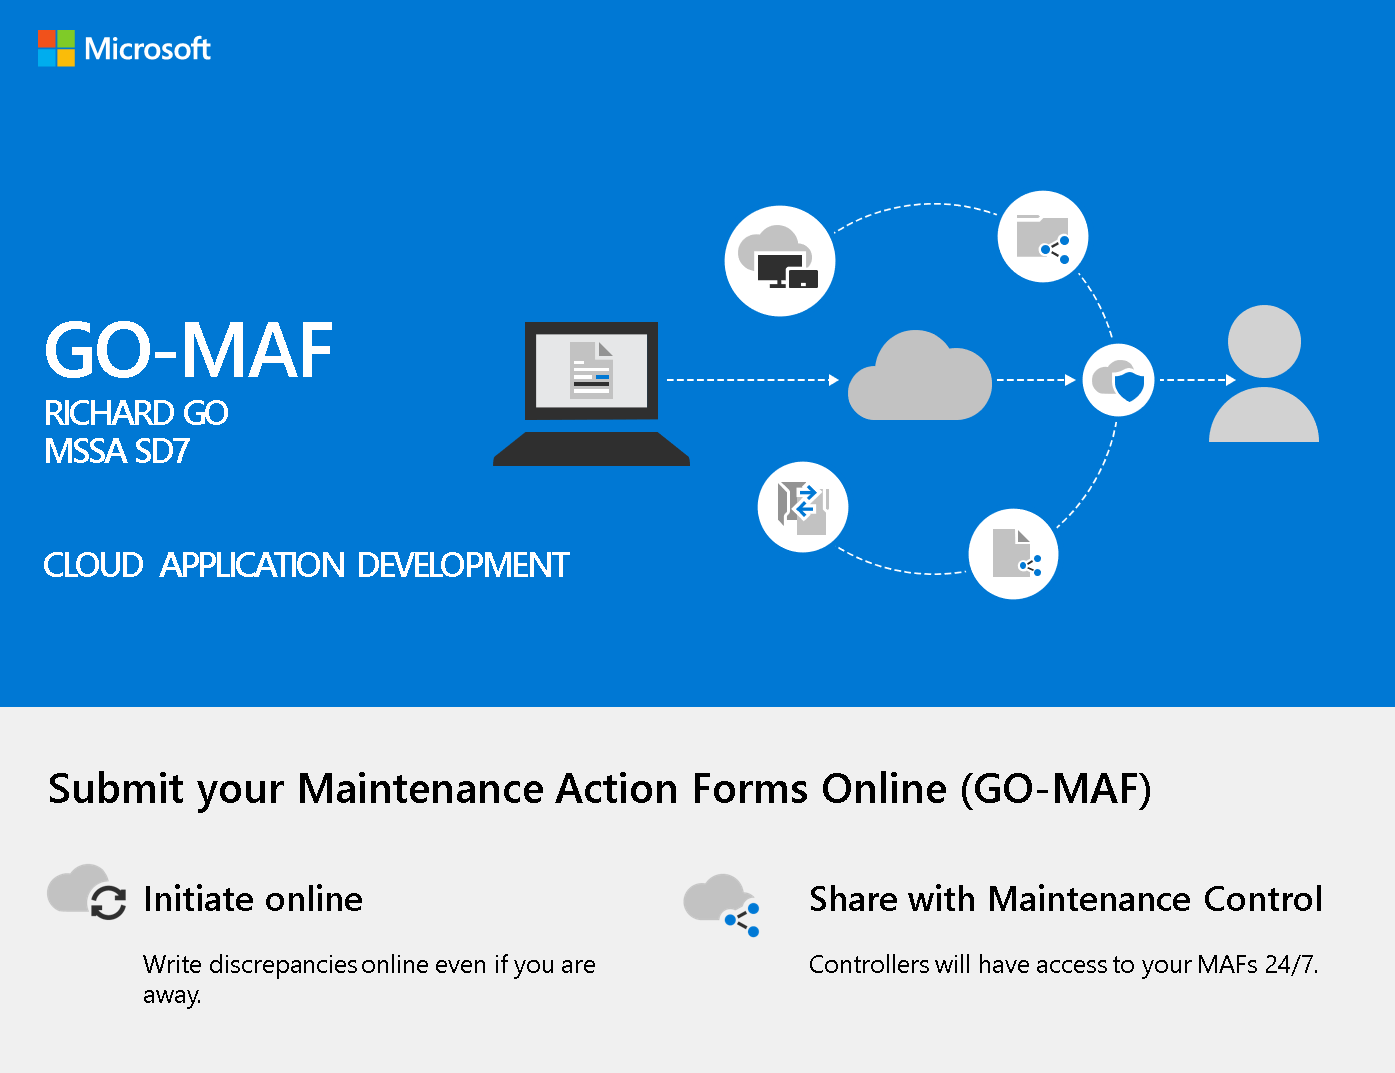 Microsoft
GO-MAF
RICHARD GO
MSSA SD7
CLOUD APPLICATION DEVELOPMENT
Submit your Maintenance Action Forms Online (GO-MAF)
Initiate online
Write discrepancies online even if you are
away.
Share with Maintenance Control
Controllers will have access to your MAFs 24/7.